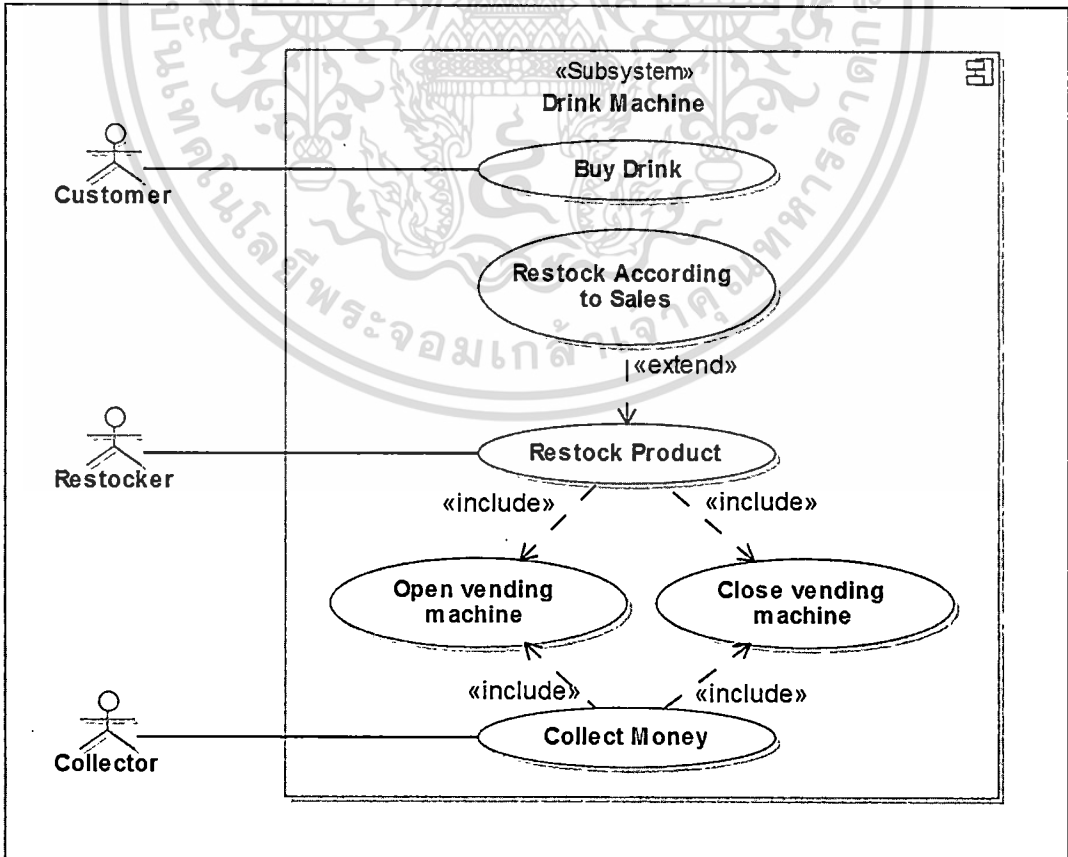 «Subsystem»
Drink Machine
Customer
Buy Drink
Restock According
to Sales
«extend»
Restocker
Restock Product
«include»
«include»
Open vending
machine
Close vending
machine
«include»
«include»
Collector
Collect Money